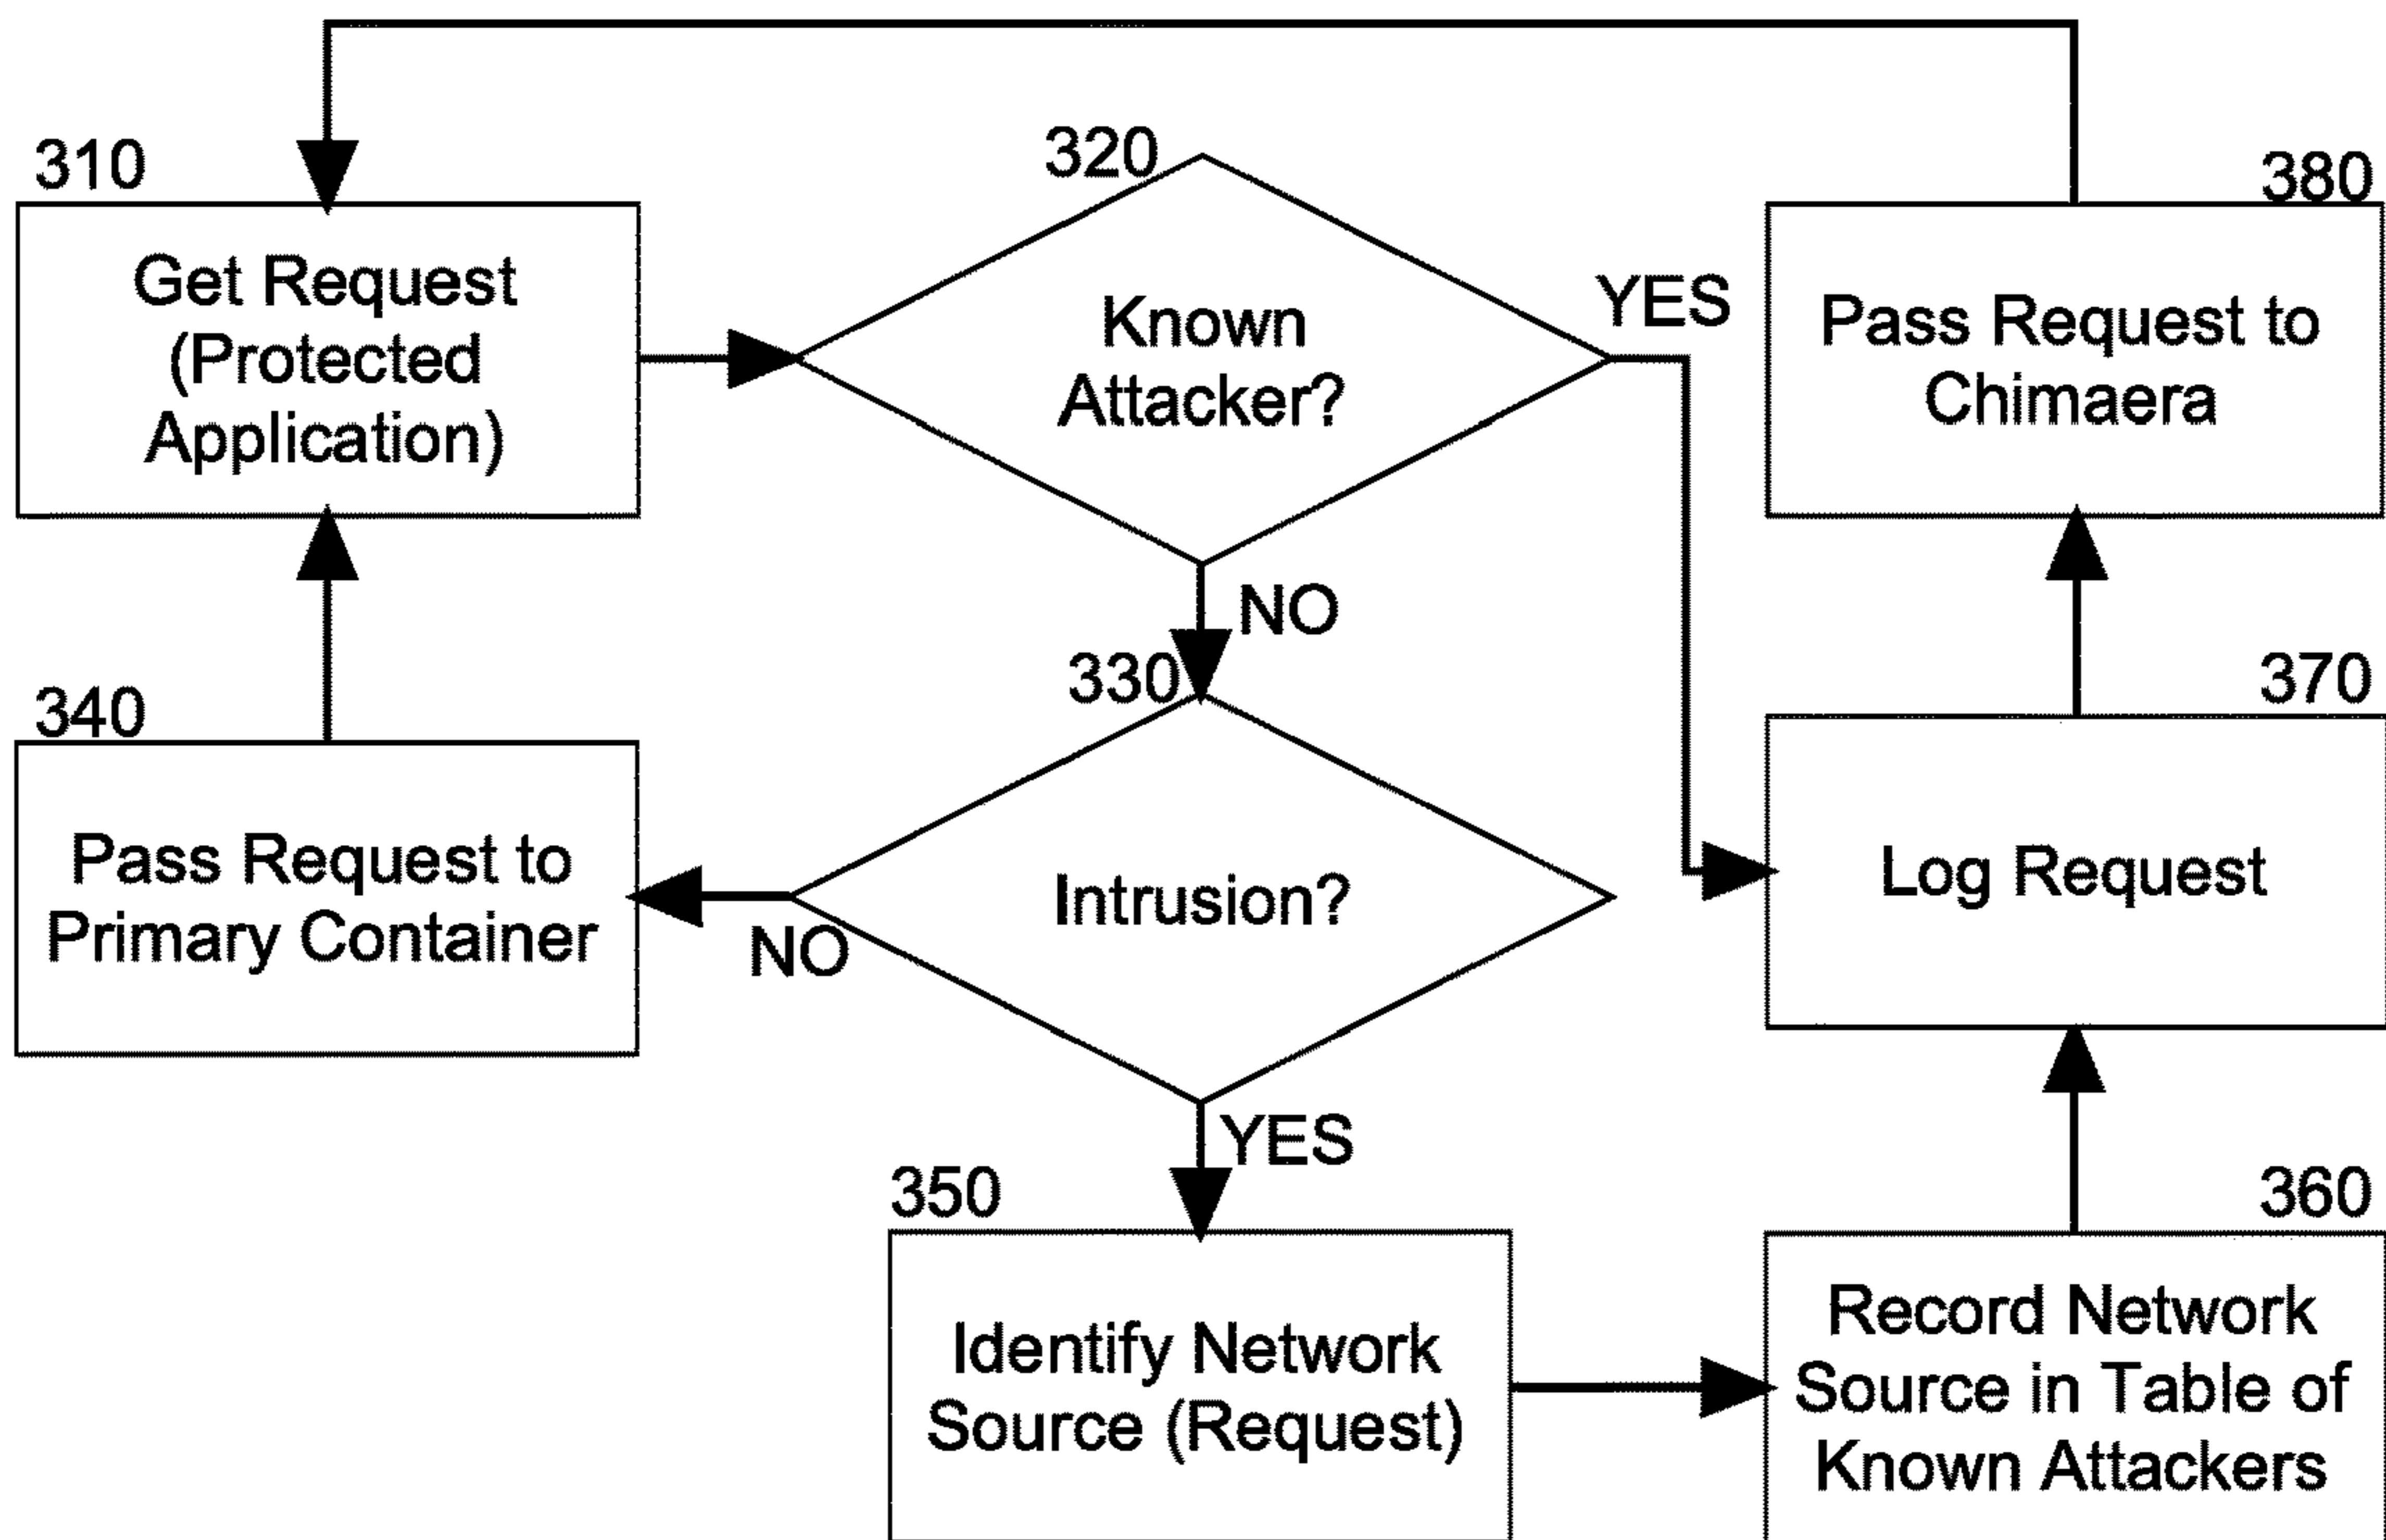 310
Get Request
(Protected
Application)
320
Known
Attacker?
YES
NO
380
Pass Request to
Chimaera
330
Intrusion?
NO
YES
340
Pass Request to
Primary Container
370
Log Request
350
Identify Network
Source (Request)
360
Record Network
Source in Table of
Known Attackers